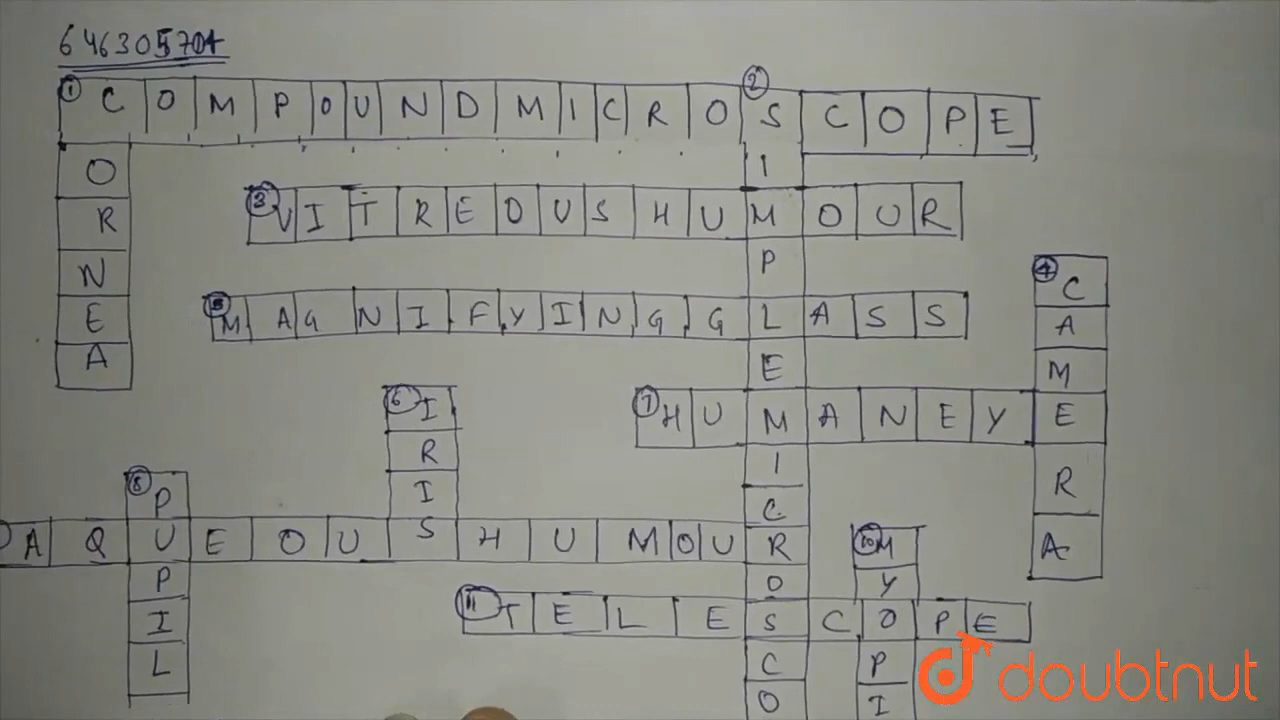 646305704
① COMPOUNDMICROSCOPE
② SIMPLEMICROSCO
① CORNEA
③ VITREOUSHUMOUR
④ CAMERA
⑤ MAGNIFYINGGLASS
⑥ IRIS
⑦ HUMANEYE
⑧ PUPIL
AQUEOUSHUMOUR
⑩ MYOPI
⑪ TELESCOPE
doubtnut